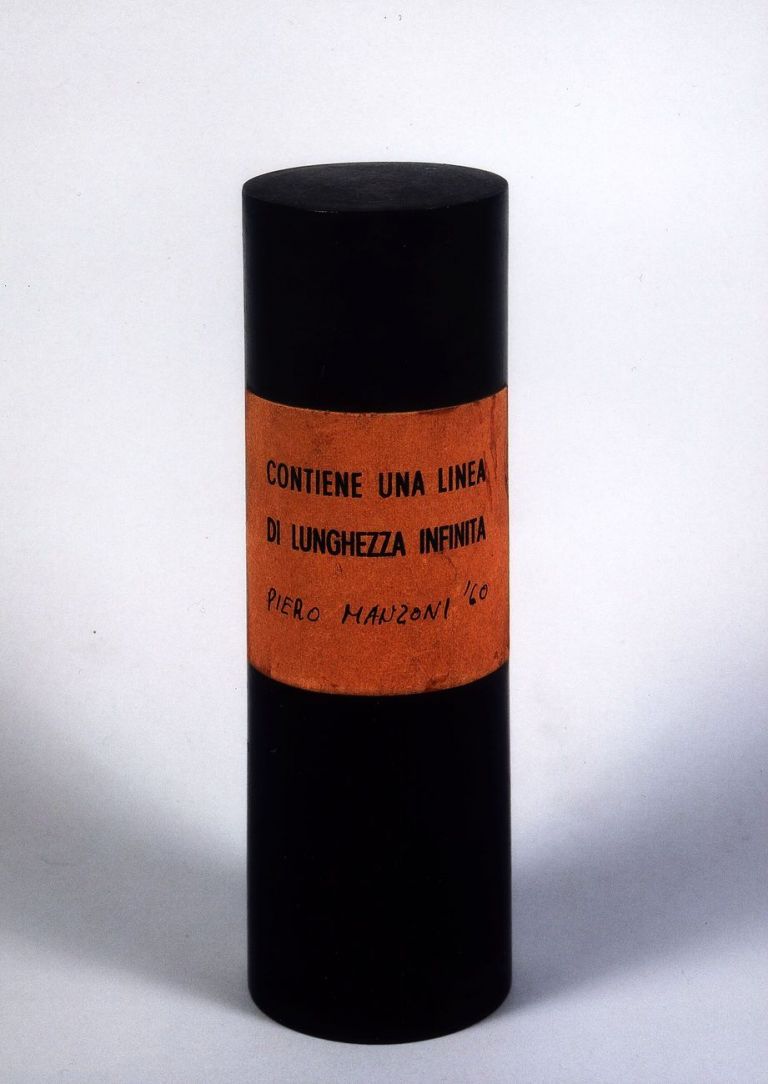 CONTIENE UNA LINEA
DI LUNGHEZZA INFINITA
PIERO MANZONI '60